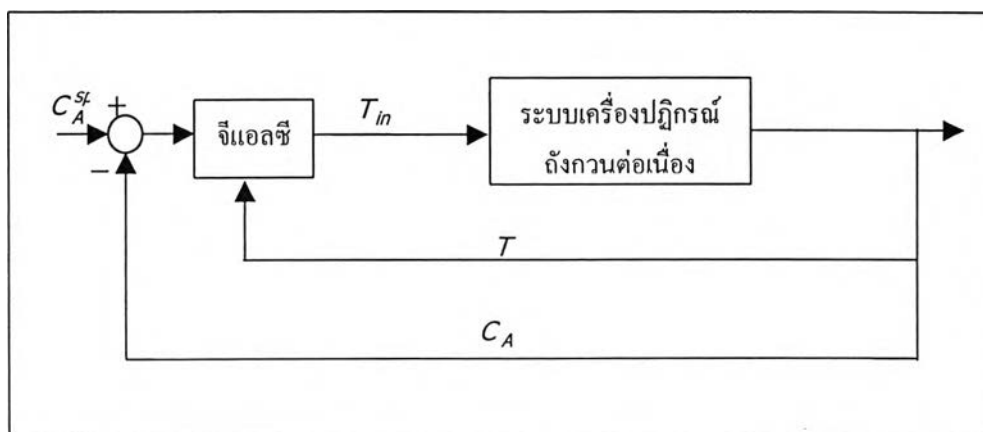 C_A^sp +
−
จีแอลซี
T_in
ระบบเครื่องปฏิกรณ์
ถังกวนต่อเนื่อง
T
C_A